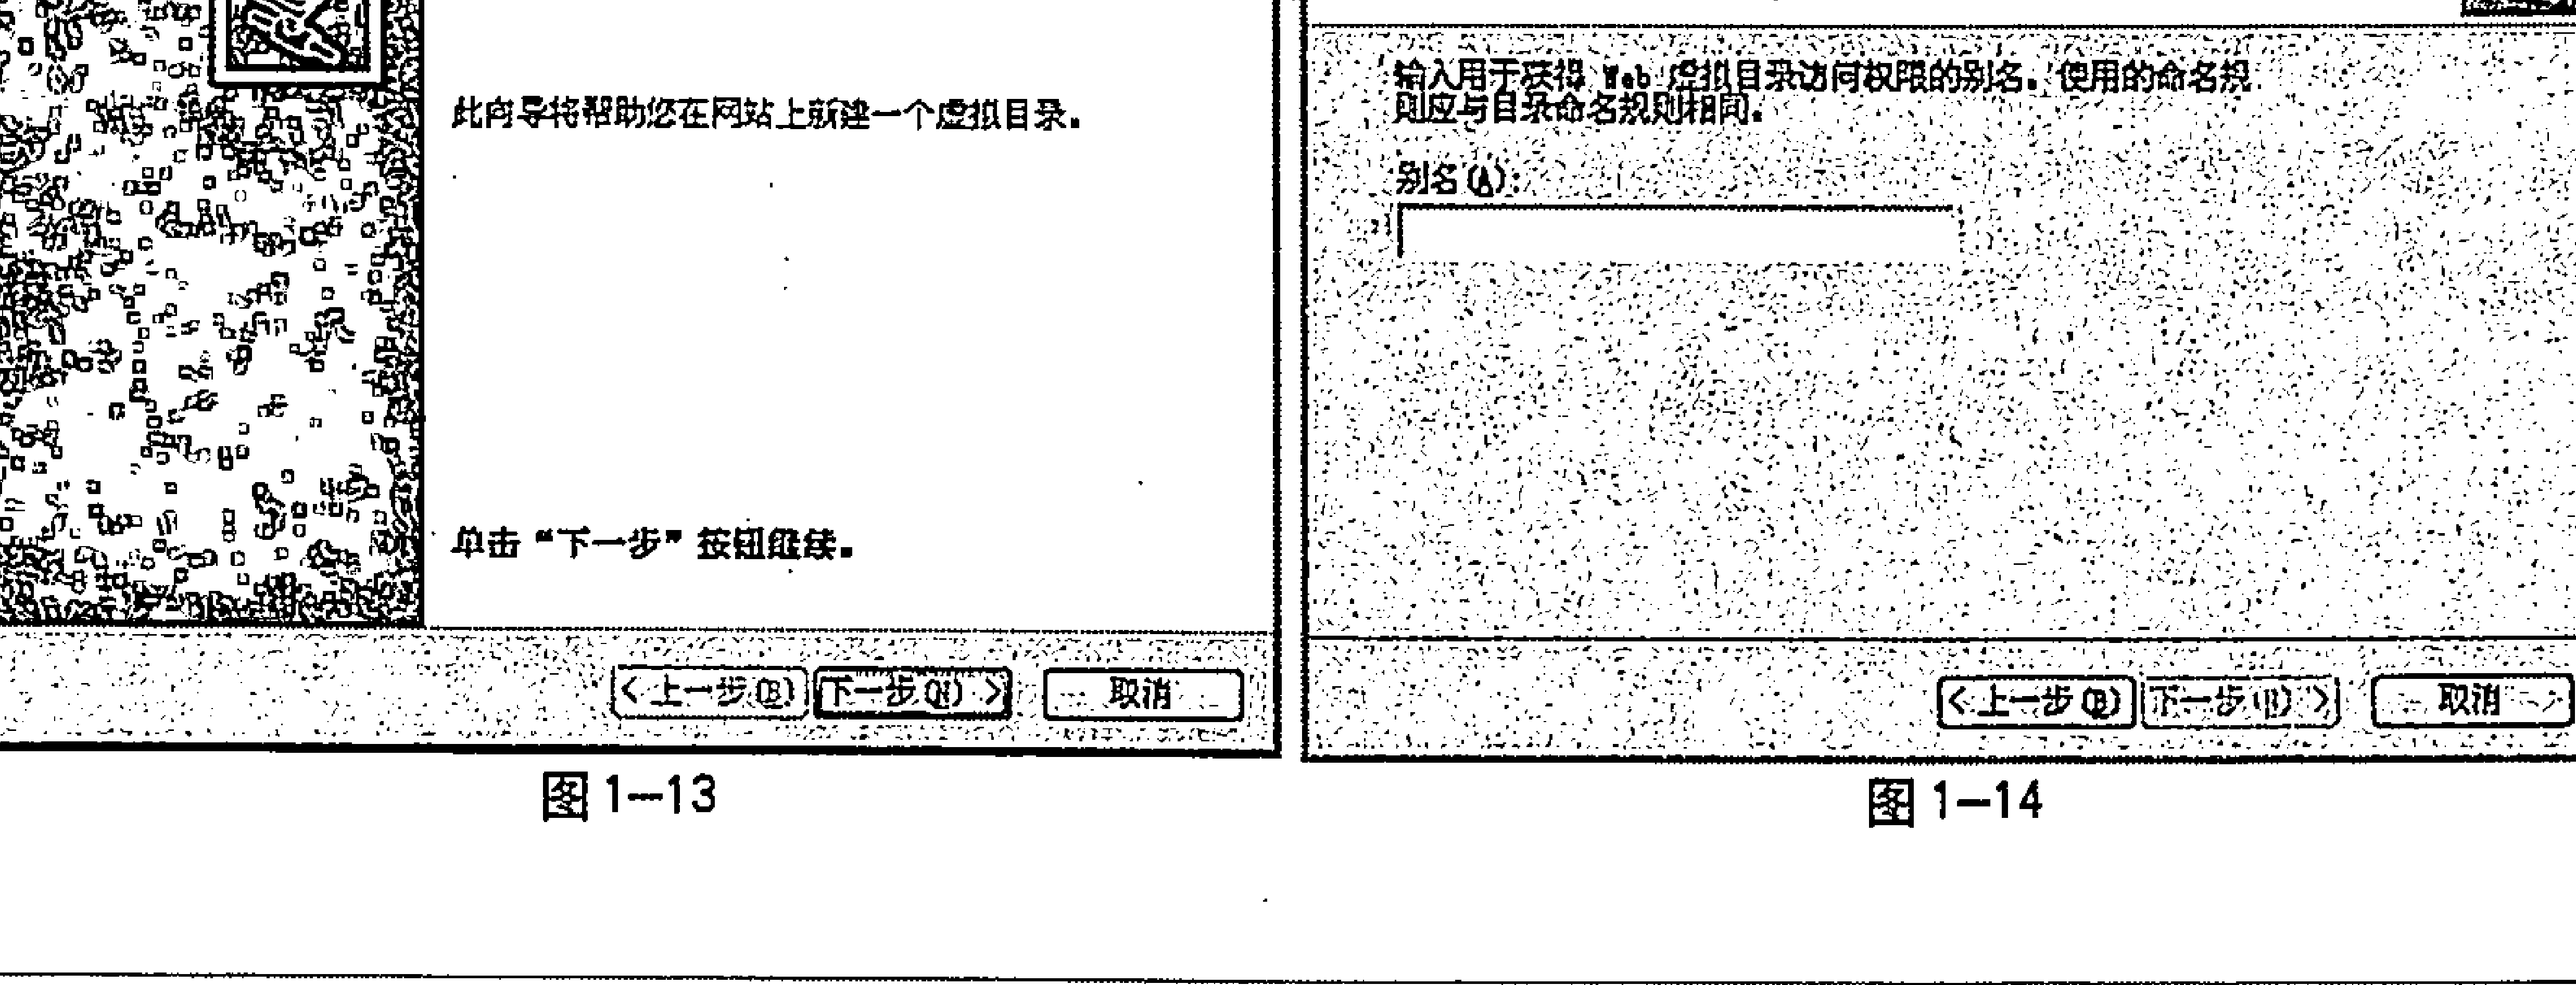 此向导将帮助您在网站上新建一个虚拟目录。
单击“下一步”按钮继续。
< 上一步(B)
下一步(N) >
取消
图 1—13
输入用于获得 Web 虚拟目录访问权限的别名。使用的命名规
则应与目录命名规则相同。
别名(A):
< 上一步(B)
下一步(N) >
取消
图 1—14